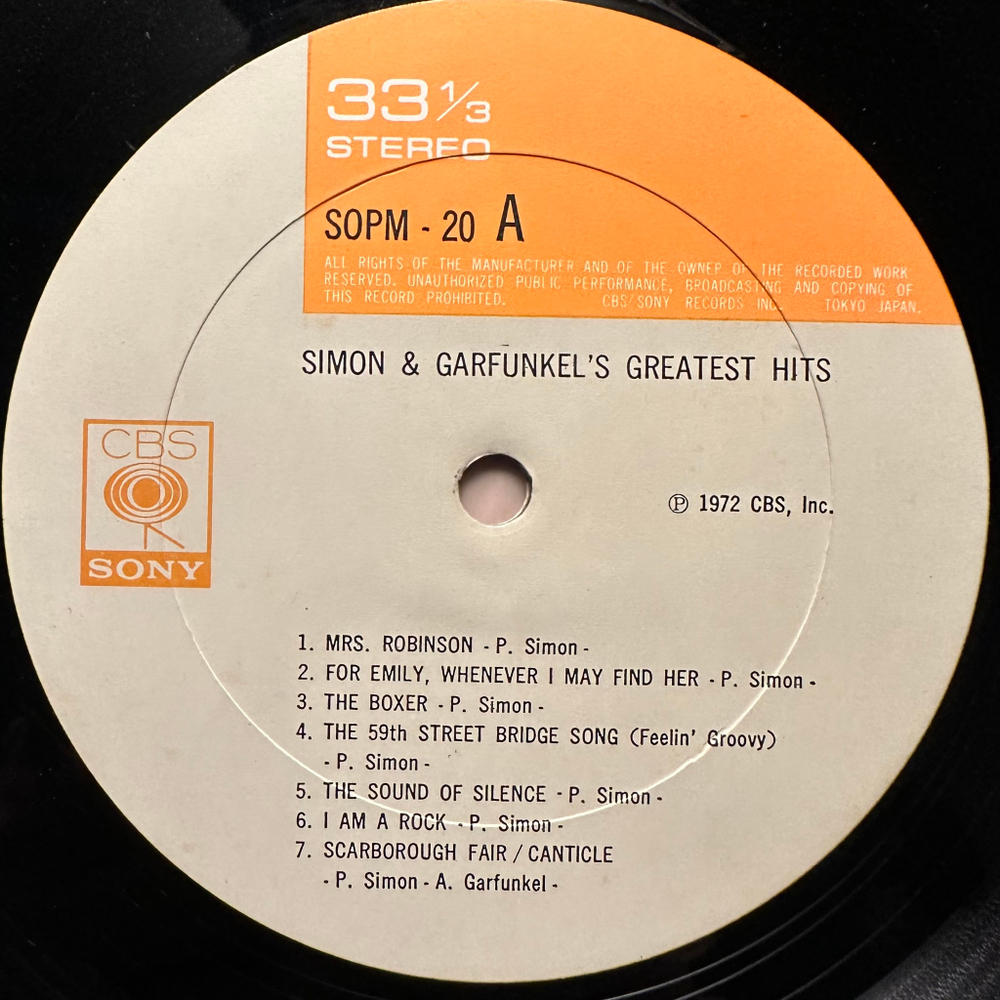 33 1/3
STEREO
SOPM - 20 A
ALL RIGHTS OF THE MANUFACTURER AND OF THE OWNER OF THE RECORDED WORK
RESERVED. UNAUTHORIZED PUBLIC PERFORMANCE, BROADCASTING AND COPYING OF
THIS RECORD PROHIBITED. CBS/SONY RECORDS INC. TOKYO JAPAN.
SIMON & GARFUNKEL'S GREATEST HITS
CBS
SONY
Ⓟ 1972 CBS, Inc.
1. MRS. ROBINSON - P. Simon -
2. FOR EMILY, WHENEVER I MAY FIND HER - P. Simon -
3. THE BOXER - P. Simon -
4. THE 59th STREET BRIDGE SONG (Feelin' Groovy)
- P. Simon -
5. THE SOUND OF SILENCE - P. Simon -
6. I AM A ROCK - P. Simon -
7. SCARBOROUGH FAIR / CANTICLE
- P. Simon - A. Garfunkel -